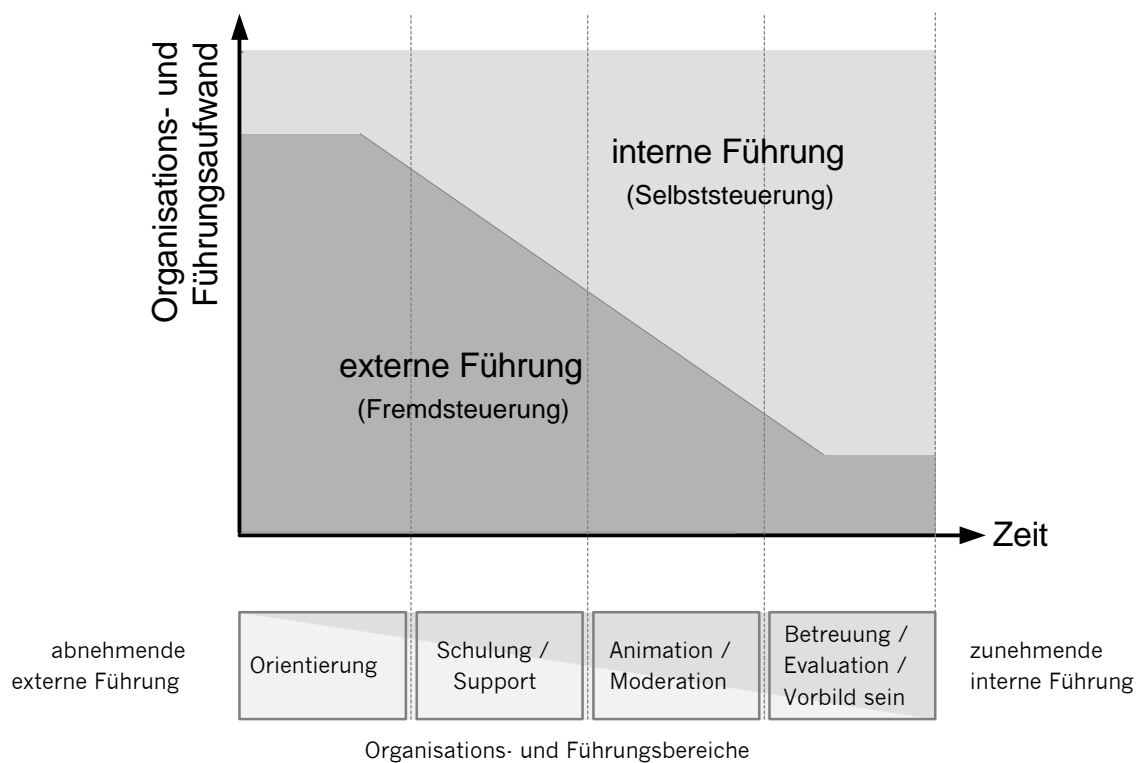 Organisations- und
Führungsaufwand
interne Führung
(Selbststeuerung)
externe Führung
(Fremdsteuerung)
Zeit
abnehmende
externe Führung
Orientierung
Schulung /
Support
Animation /
Moderation
Betreuung /
Evaluation /
Vorbild sein
zunehmende
interne Führung
Organisations- und Führungsbereiche